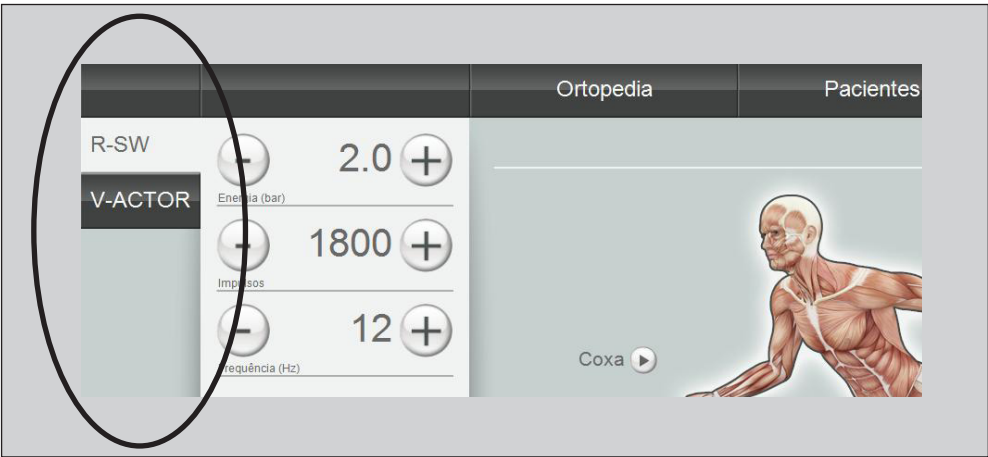 Ortopedia Pacientes
R-SW
V-ACTOR
- 2.0 +
Energia (bar)
- 1800 +
Impulsos
- 12 +
Frequência (Hz)
Coxa